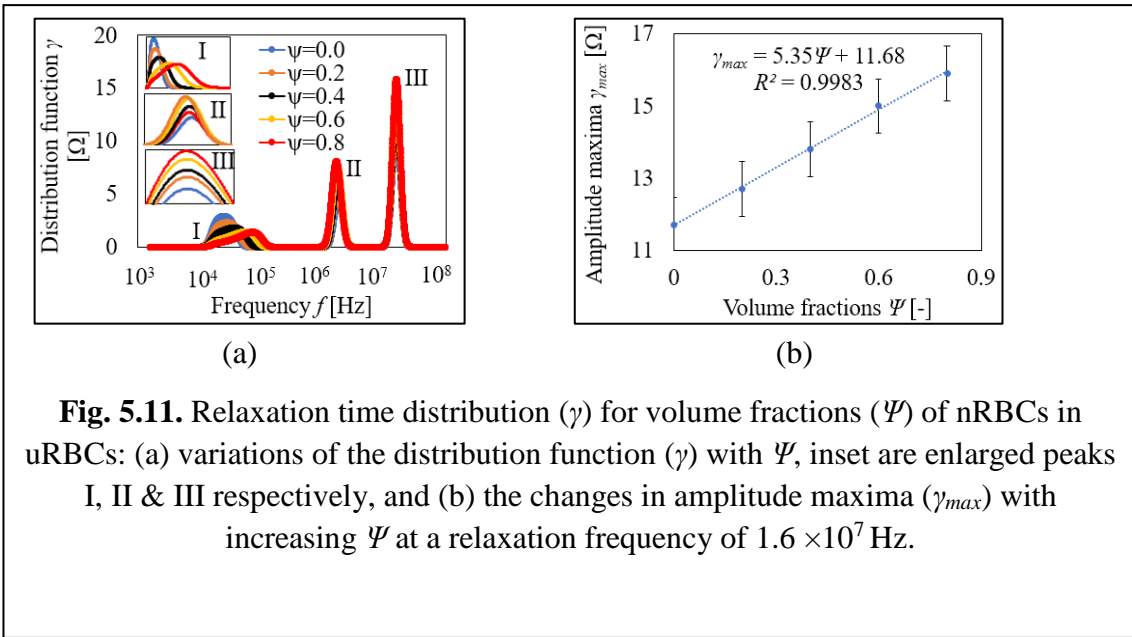 20
15
10
5
0
Distribution function γ
[Ω]
I
II
III
ψ=0.0
ψ=0.2
ψ=0.4
ψ=0.6
ψ=0.8
I
II
III
10³ 10⁴ 10⁵ 10⁶ 10⁷ 10⁸
Frequency f [Hz]
(a)
17
15
13
11
Amplitude maxima γmax [Ω]
γmax = 5.35Ψ + 11.68
R² = 0.9983
0 0.3 0.6 0.9
Volume fractions Ψ [-]
(b)
Fig. 5.11. Relaxation time distribution (γ) for volume fractions (Ψ) of nRBCs in
uRBCs: (a) variations of the distribution function (γ) with Ψ, inset are enlarged peaks
I, II & III respectively, and (b) the changes in amplitude maxima (γmax) with
increasing Ψ at a relaxation frequency of 1.6 ×10⁷ Hz.